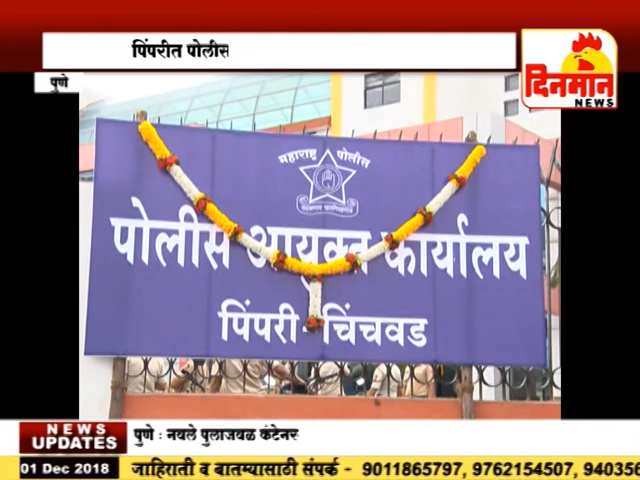 पिंपरीत पोलीस
दिनमान
NEWS
पुणे
महाराष्ट्र पोलीस
पोलीस आयुक्त कार्यालय
पिंपरी चिंचवड
NEWS
UPDATES
पुणे : नवले पुलाजवळ कंटेनर
01 Dec 2018
जाहिराती व बातम्यासाठी संपर्क - 9011865797, 9762154507, 940356